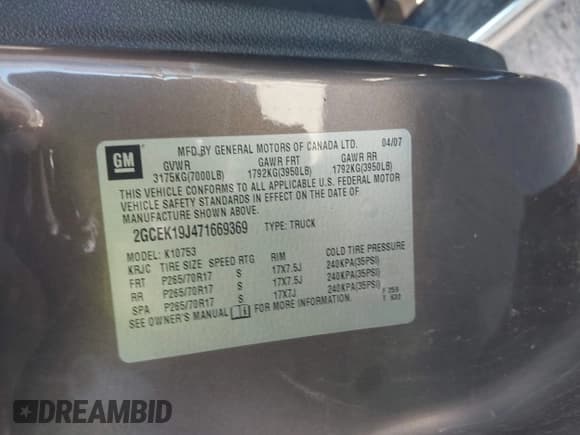 GM
MFD.BY GENERAL MOTORS OF CANADA LTD. 04/07
GVWR GAWR FRT GAWR RR
3175KG(7000LB) 1792KG(3950LB) 1792KG(3950LB)
THIS VEHICLE CONFORMS TO ALL APPLICABLE U.S. FEDERAL MOTOR
VEHICLE SAFETY STANDARDS IN EFFECT ON THE DATE OF
MANUFACTURE SHOWN ABOVE.
2GCEK19J471669369 TYPE: TRUCK
MODEL: K10753
KRJC TIRE SIZE SPEED RTG RIM COLD TIRE PRESSURE
FRT P265/70R17 S 17X7.5J 240KPA(35PSI)
RR P265/70R17 S 17X7.5J 240KPA(35PSI)
SPA P265/70R17 S 17X7J 240KPA(35PSI)
SEE OWNER'S MANUAL FOR MORE INFORMATION.
F 259
T
DREAMBID